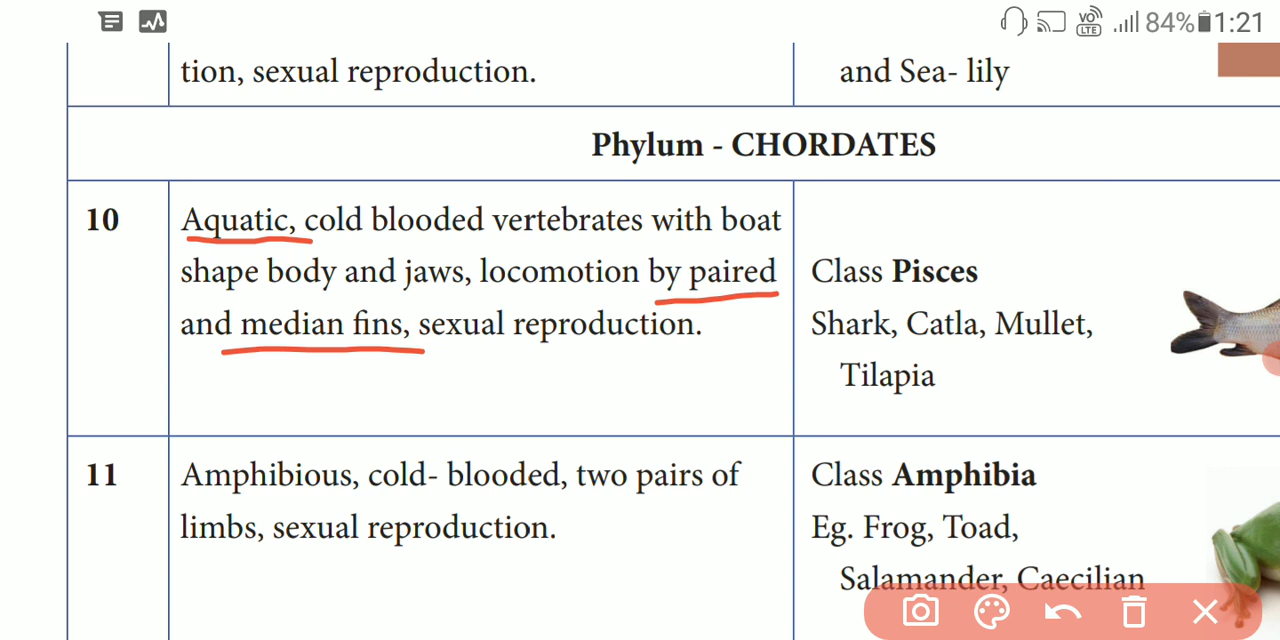 VO LTE 84% 1:21
tion, sexual reproduction.
and Sea- lily
Phylum - CHORDATES
10
Aquatic, cold blooded vertebrates with boat
shape body and jaws, locomotion by paired
and median fins, sexual reproduction.
Class Pisces
Shark, Catla, Mullet,
Tilapia
11
Amphibious, cold- blooded, two pairs of
limbs, sexual reproduction.
Class Amphibia
Eg. Frog, Toad,
Salamander, Caecilian